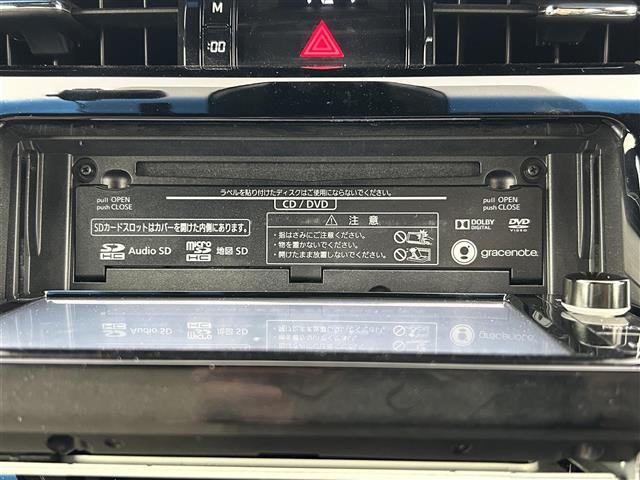 M
:00
ラベルを貼り付けたディスクはご使用にならないでください。
CD / DVD
pull OPEN
push CLOSE
SDカードスロットはカバーを開けた内側にあります。
SD HC Audio SD
micro SD HC 地図 SD
⚠ 注 意
・指はさみにご注意ください。
・物を置かないでください。
・開けたまま放置しないでください。
pull OPEN
push CLOSE
DOLBY
DIGITAL
DVD
VIDEO
gracenote